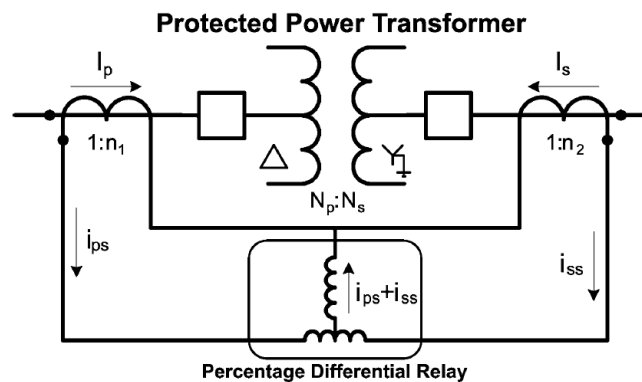 Protected Power Transformer
I_p
I_s
1:n_1
1:n_2
Δ
Y
N_p:N_s
i_ps
i_ps+i_ss
i_ss
Percentage Differential Relay